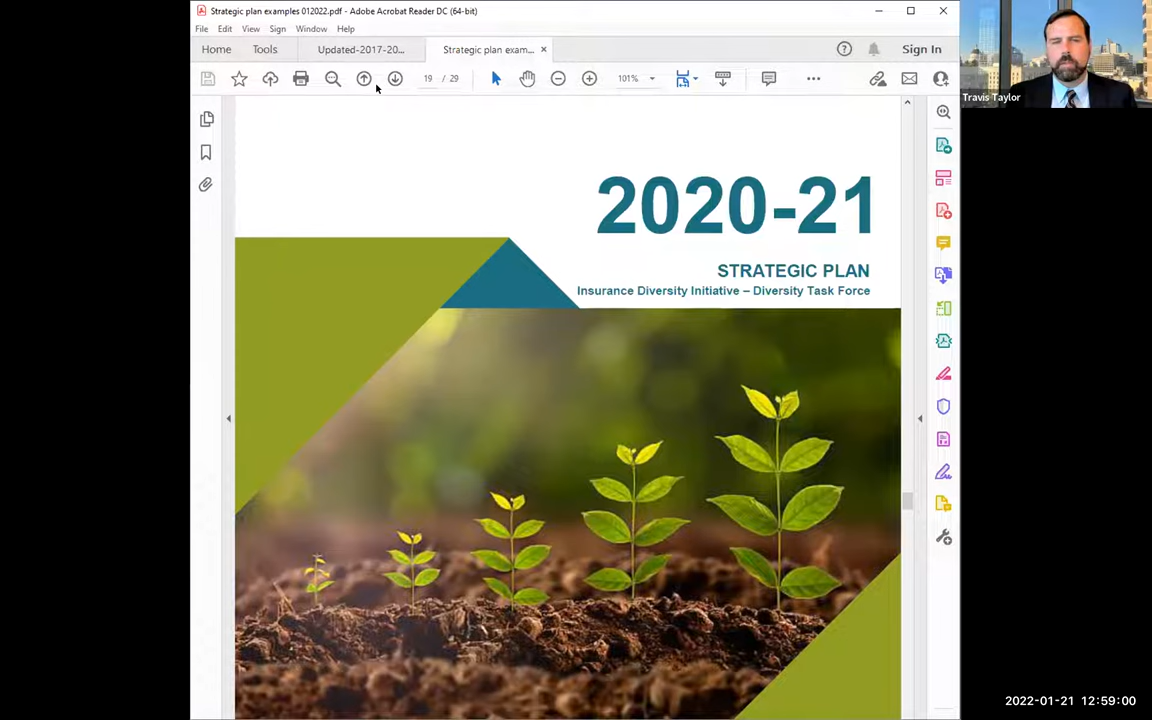 Strategic plan examples 012022.pdf - Adobe Acrobat Reader DC (64-bit)
File Edit View Sign Window Help
Home Tools Updated-2017-20... Strategic plan exam... Sign In
19 / 29 101%
Travis Taylor
2020-21
STRATEGIC PLAN
Insurance Diversity Initiative – Diversity Task Force
2022-01-21 12:59:00